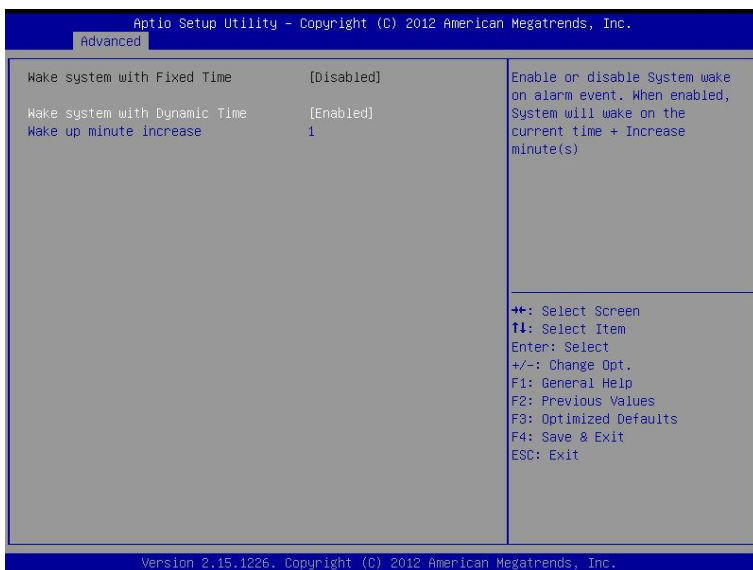 Aptio Setup Utility – Copyright (C) 2012 American Megatrends, Inc.
Advanced
Wake system with Fixed Time [Disabled]
Wake system with Dynamic Time [Enabled]
Wake up minute increase 1
Enable or disable System wake
on alarm event. When enabled,
System will wake on the
current time + Increase
minute(s)
→←: Select Screen
↑↓: Select Item
Enter: Select
+/-: Change Opt.
F1: General Help
F2: Previous Values
F3: Optimized Defaults
F4: Save & Exit
ESC: Exit
Version 2.15.1226. Copyright (C) 2012 American Megatrends, Inc.